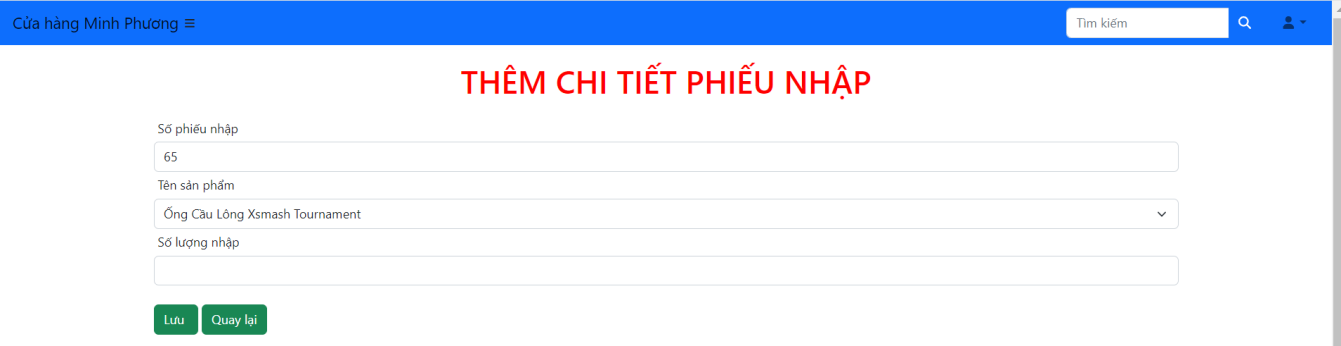 Cửa hàng Minh Phương
Tìm kiếm
THÊM CHI TIẾT PHIẾU NHẬP
Số phiếu nhập
65
Tên sản phẩm
Ống Cầu Lông Xsmash Tournament
Số lượng nhập
Lưu Quay lại